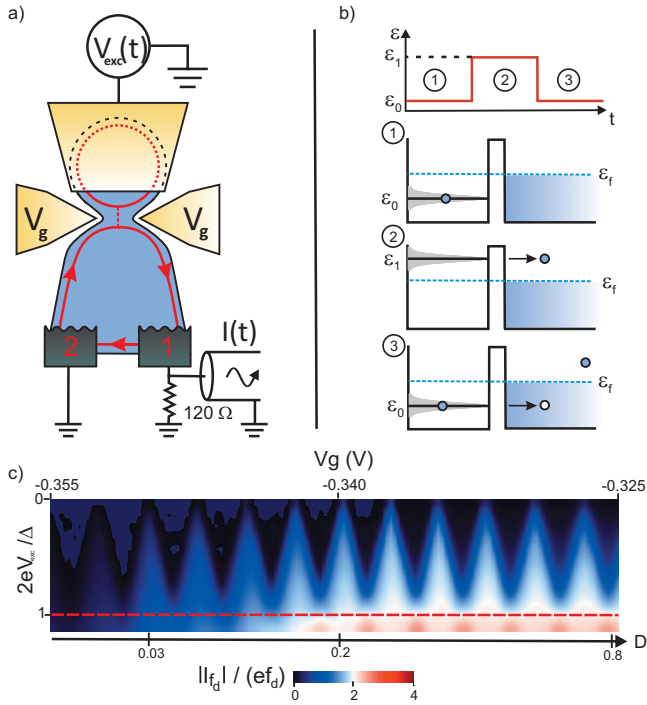 a)
V_exc(t)
V_g
V_g
2
1
I(t)
120 Ω
b)
ε
ε_1
1 2 3
ε_0
t
1
ε_f
ε_0
2
ε_1
ε_f
3
ε_f
ε_0
c)
Vg (V)
-0.355 -0.340 -0.325
0
2eV_exc/Δ
1
D
0.03 0.2 0.8
|I_f_d| / (ef_d)
0 2 4